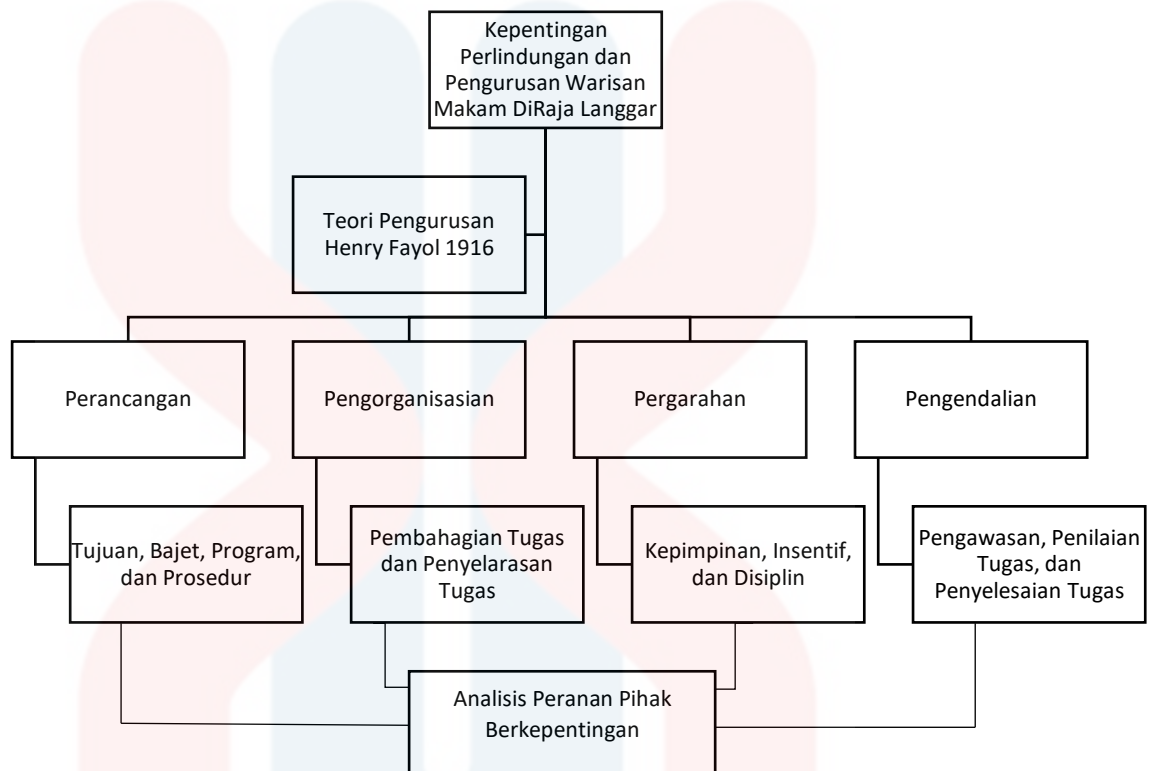 Kepentingan
Perlindungan dan
Pengurusan Warisan
Makam DiRaja Langgar
Teori Pengurusan
Henry Fayol 1916
Perancangan
Pengorganisasian
Pergarahan
Pengendalian
Tujuan, Bajet, Program,
dan Prosedur
Pembahagian Tugas
dan Penyelarasan
Tugas
Kepimpinan, Insentif,
dan Disiplin
Pengawasan, Penilaian
Tugas, dan
Penyelesaian Tugas
Analisis Peranan Pihak
Berkepentingan